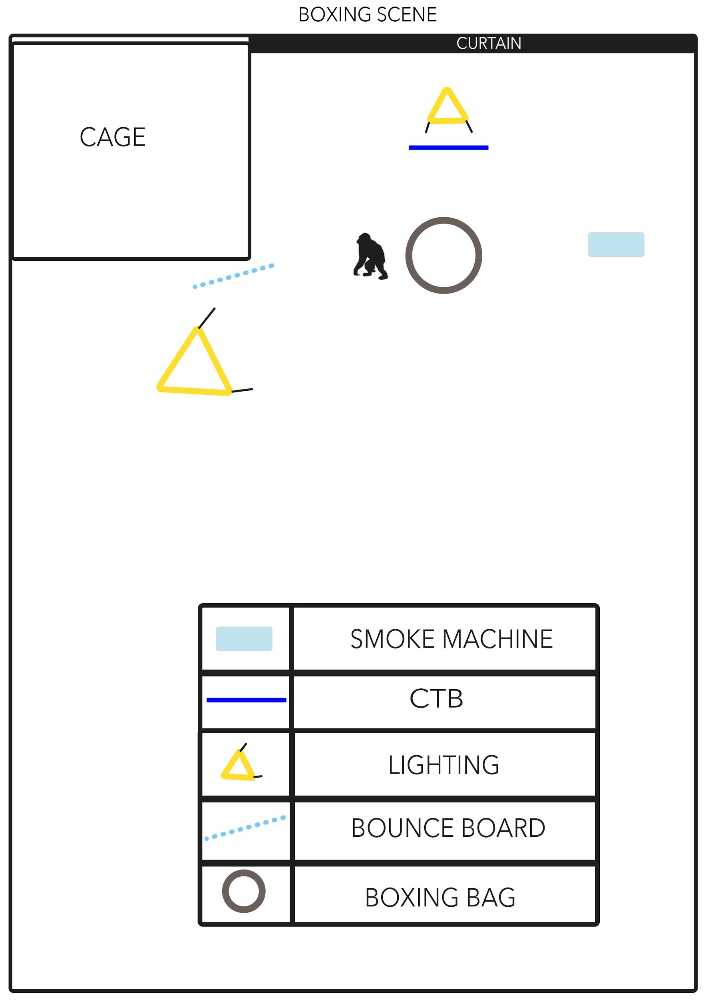 BOXING SCENE
CURTAIN
CAGE
SMOKE MACHINE
CTB
LIGHTING
BOUNCE BOARD
BOXING BAG